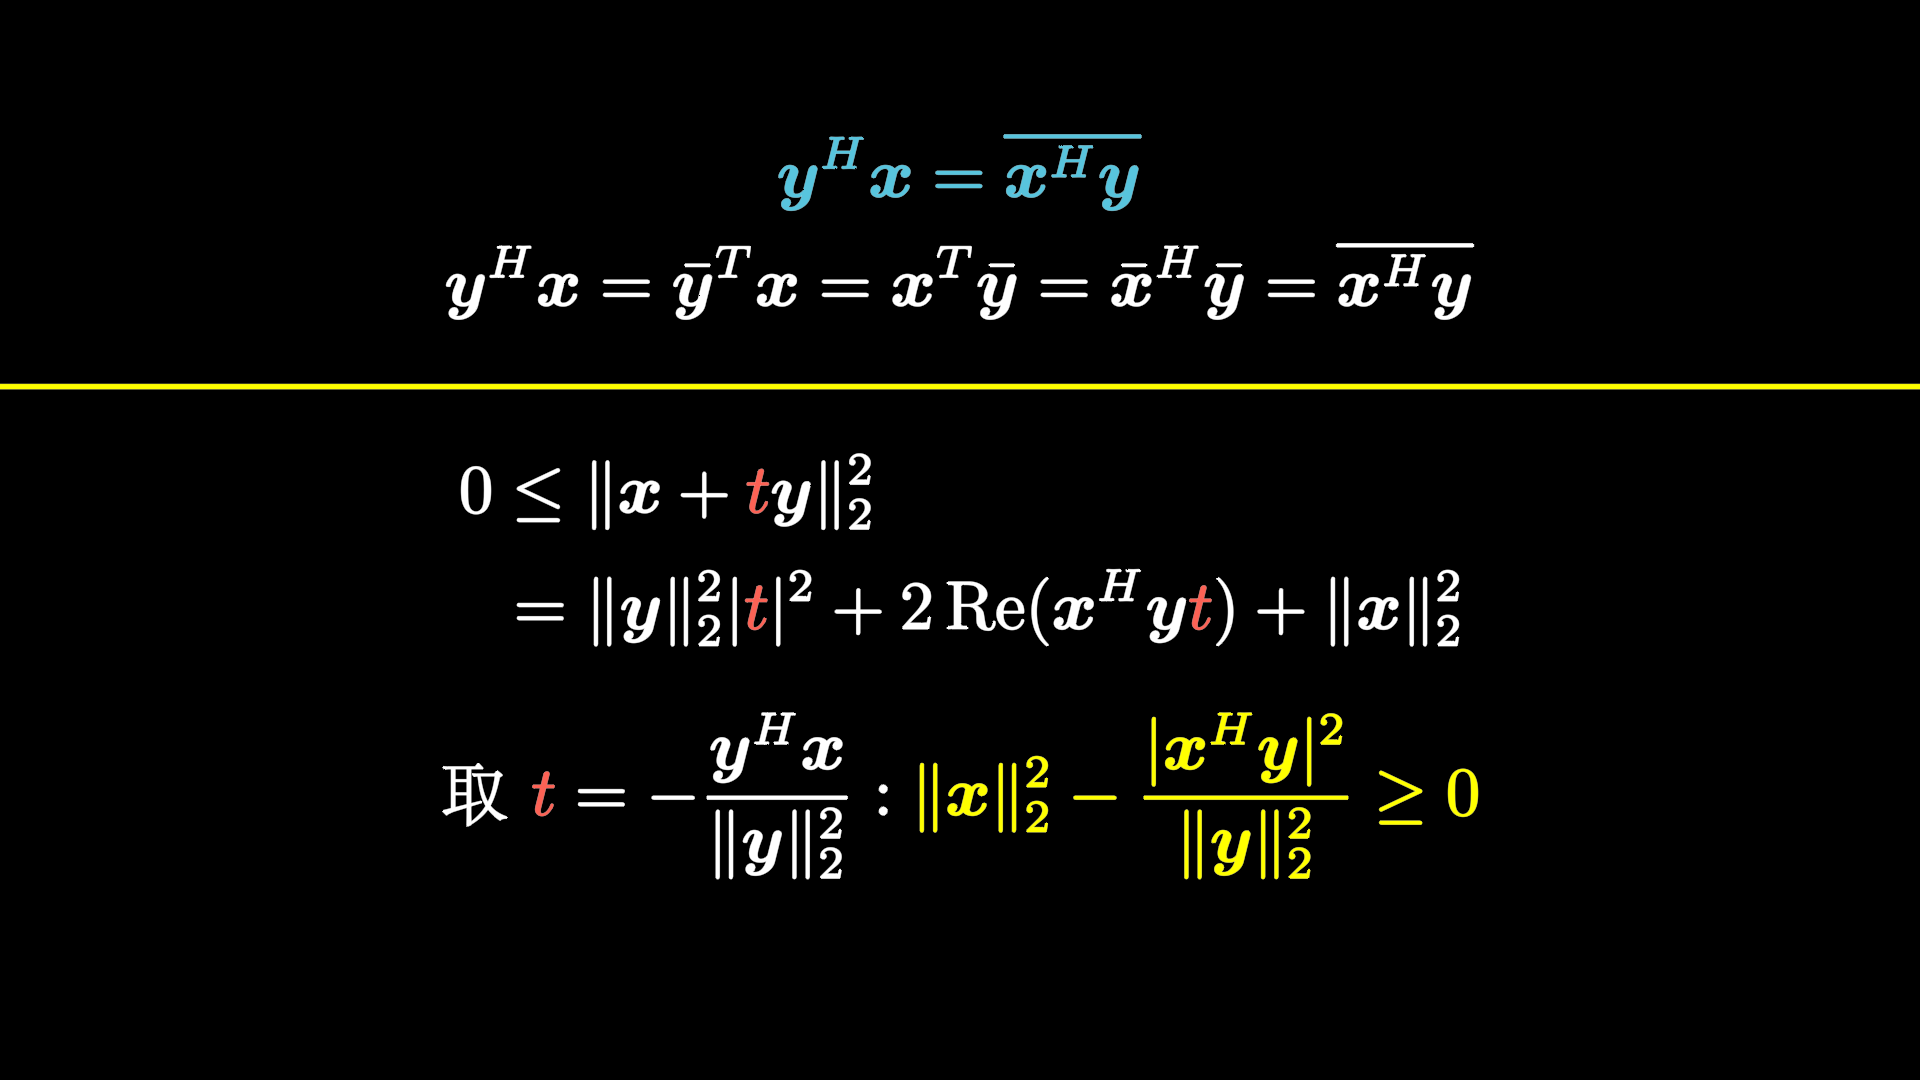 $\boldsymbol{y}^H\boldsymbol{x} = \overline{\boldsymbol{x}^H\boldsymbol{y}}$
$\boldsymbol{y}^H\boldsymbol{x} = \bar{\boldsymbol{y}}^T\boldsymbol{x} = \boldsymbol{x}^T\bar{\boldsymbol{y}} = \bar{\boldsymbol{x}}^H\bar{\boldsymbol{y}} = \overline{\boldsymbol{x}^H\boldsymbol{y}}$
$0 \leq \|\boldsymbol{x} + t\boldsymbol{y}\|_2^2$
$= \|\boldsymbol{y}\|_2^2|t|^2 + 2\operatorname{Re}(\boldsymbol{x}^H\boldsymbol{y}t) + \|\boldsymbol{x}\|_2^2$
取 $t = -\frac{\boldsymbol{y}^H\boldsymbol{x}}{\|\boldsymbol{y}\|_2^2} : \|\boldsymbol{x}\|_2^2 - \frac{|\boldsymbol{x}^H\boldsymbol{y}|^2}{\|\boldsymbol{y}\|_2^2} \geq 0$